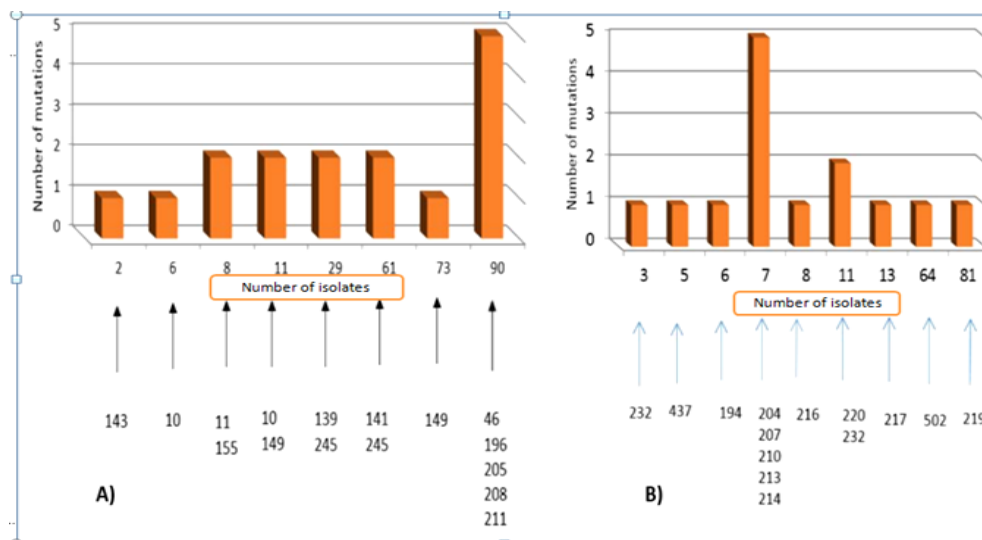 Number of mutations
5
4
3
2
1
0
2 6 8 11 29 61 73 90
Number of isolates
143 10 11 10 139 141 149 46
155 149 245 245 196
205
208
211
A)
Number of mutations
5
4
3
2
1
0
3 5 6 7 8 11 13 64 81
Number of isolates
232 437 194 204 216 220 217 502 219
207 232
210
213
214
B)